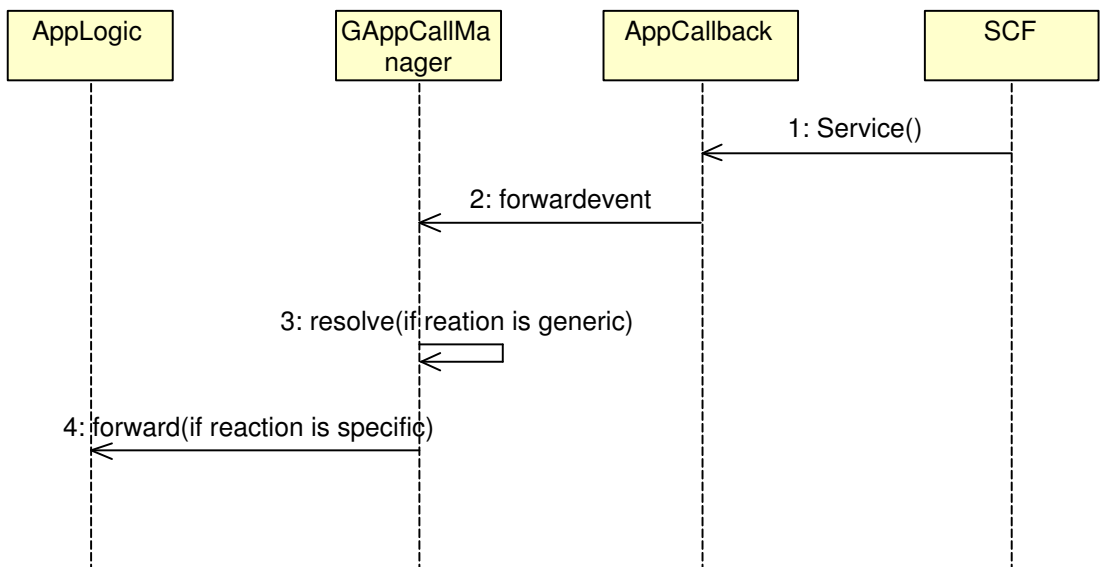 AppLogic
GAppCallMa
nager
AppCallback
SCF
1: Service()
2: forwardevent
3: resolve(if reation is generic)
4: forward(if reaction is specific)